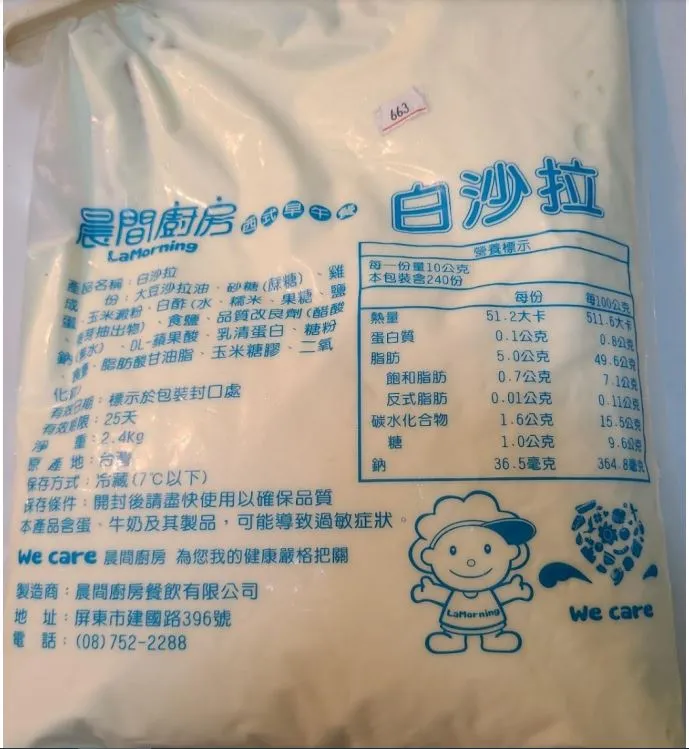 663
白沙拉
晨間廚房 西式早午餐
LaMorning
營養標示
每一份量10公克
本包裝含240份
每份 每100公克
熱量 51.2大卡 511.6大卡
蛋白質 0.1公克 0.8公克
脂肪 5.0公克 49.6公克
飽和脂肪 0.7公克 7.1公克
反式脂肪 0.01公克 0.11公克
碳水化合物 1.6公克 15.5公克
糖 1.0公克 9.6公克
鈉 36.5毫克 364.8毫克
產品名稱：白沙拉
成 份：大豆沙拉油、砂糖(蔗糖)、雞
蛋、玉米澱粉、白醋(水、糯米、果糖、鹽
抽出物)、食鹽、品質改良劑(醋酸
鈉(無水)、DL-蘋果酸、乳清蛋白、糖粉
、脂肪酸甘油脂、玉米糖膠、二氧
化
有效日期：標示於包裝封口處
有效期限：25天
淨 重：2.4kg
原 產 地：台灣
保存方式：冷藏(7℃以下)
保存條件：開封後請盡快使用以確保品質
本產品含蛋、牛奶及其製品，可能導致過敏症狀。
We care 晨間廚房 為您我的健康嚴格把關
製造商：晨間廚房餐飲有限公司
地 址：屏東市建國路396號
電 話：(08)752-2288
LaMorning
We care